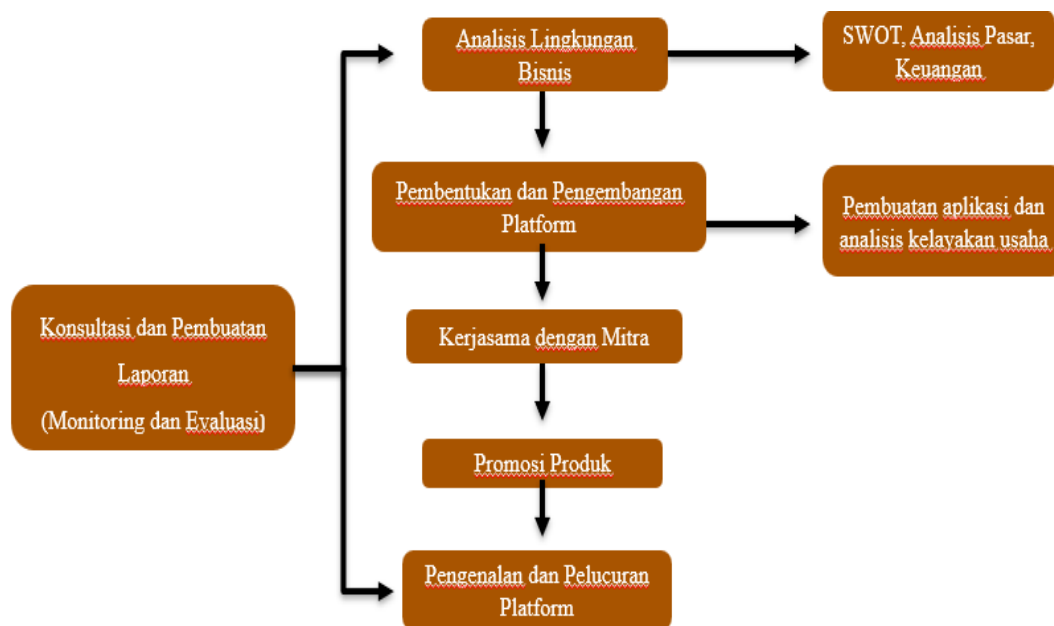 Analisis Lingkungan
Bisnis
SWOT, Analisis Pasar,
Keuangan
Pembentukan dan Pengembangan
Platform
Pembuatan aplikasi dan
analisis kelayakan usaha
Konsultasi dan Pembuatan
Laporan
(Monitoring dan Evaluasi)
Kerjasama dengan Mitra
Promosi Produk
Pengenalan dan Pelucuran
Platform